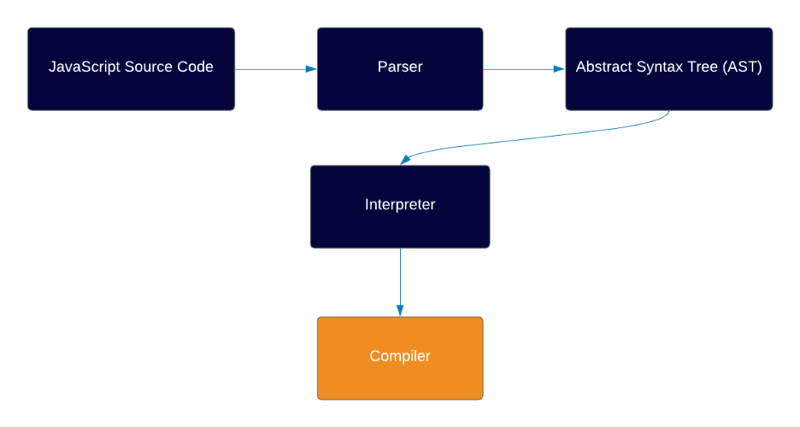 JavaScript Source Code
Parser
Abstract Syntax Tree (AST)
Interpreter
Compiler